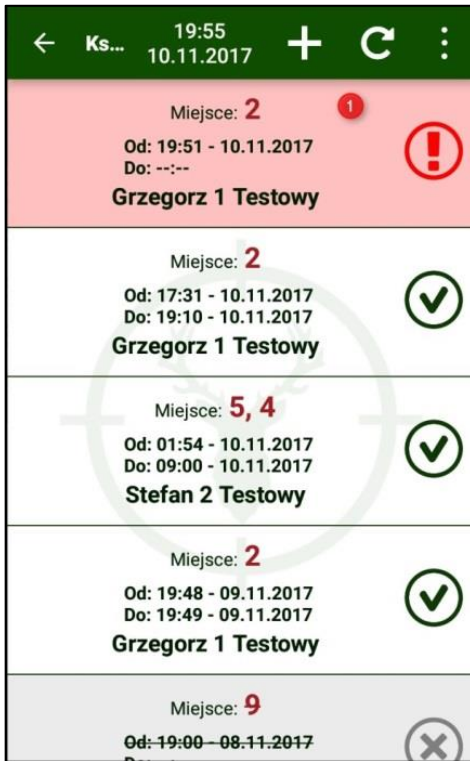 19:55
Ks... 10.11.2017
Miejsce: 2
1
Od: 19:51 - 10.11.2017
Do: --:--
Grzegorz 1 Testowy
Miejsce: 2
Od: 17:31 - 10.11.2017
Do: 19:10 - 10.11.2017
Grzegorz 1 Testowy
Miejsce: 5, 4
Od: 01:54 - 10.11.2017
Do: 09:00 - 10.11.2017
Stefan 2 Testowy
Miejsce: 2
Od: 19:48 - 09.11.2017
Do: 19:49 - 09.11.2017
Grzegorz 1 Testowy
Miejsce: 9
Od: 19:00 - 08.11.2017